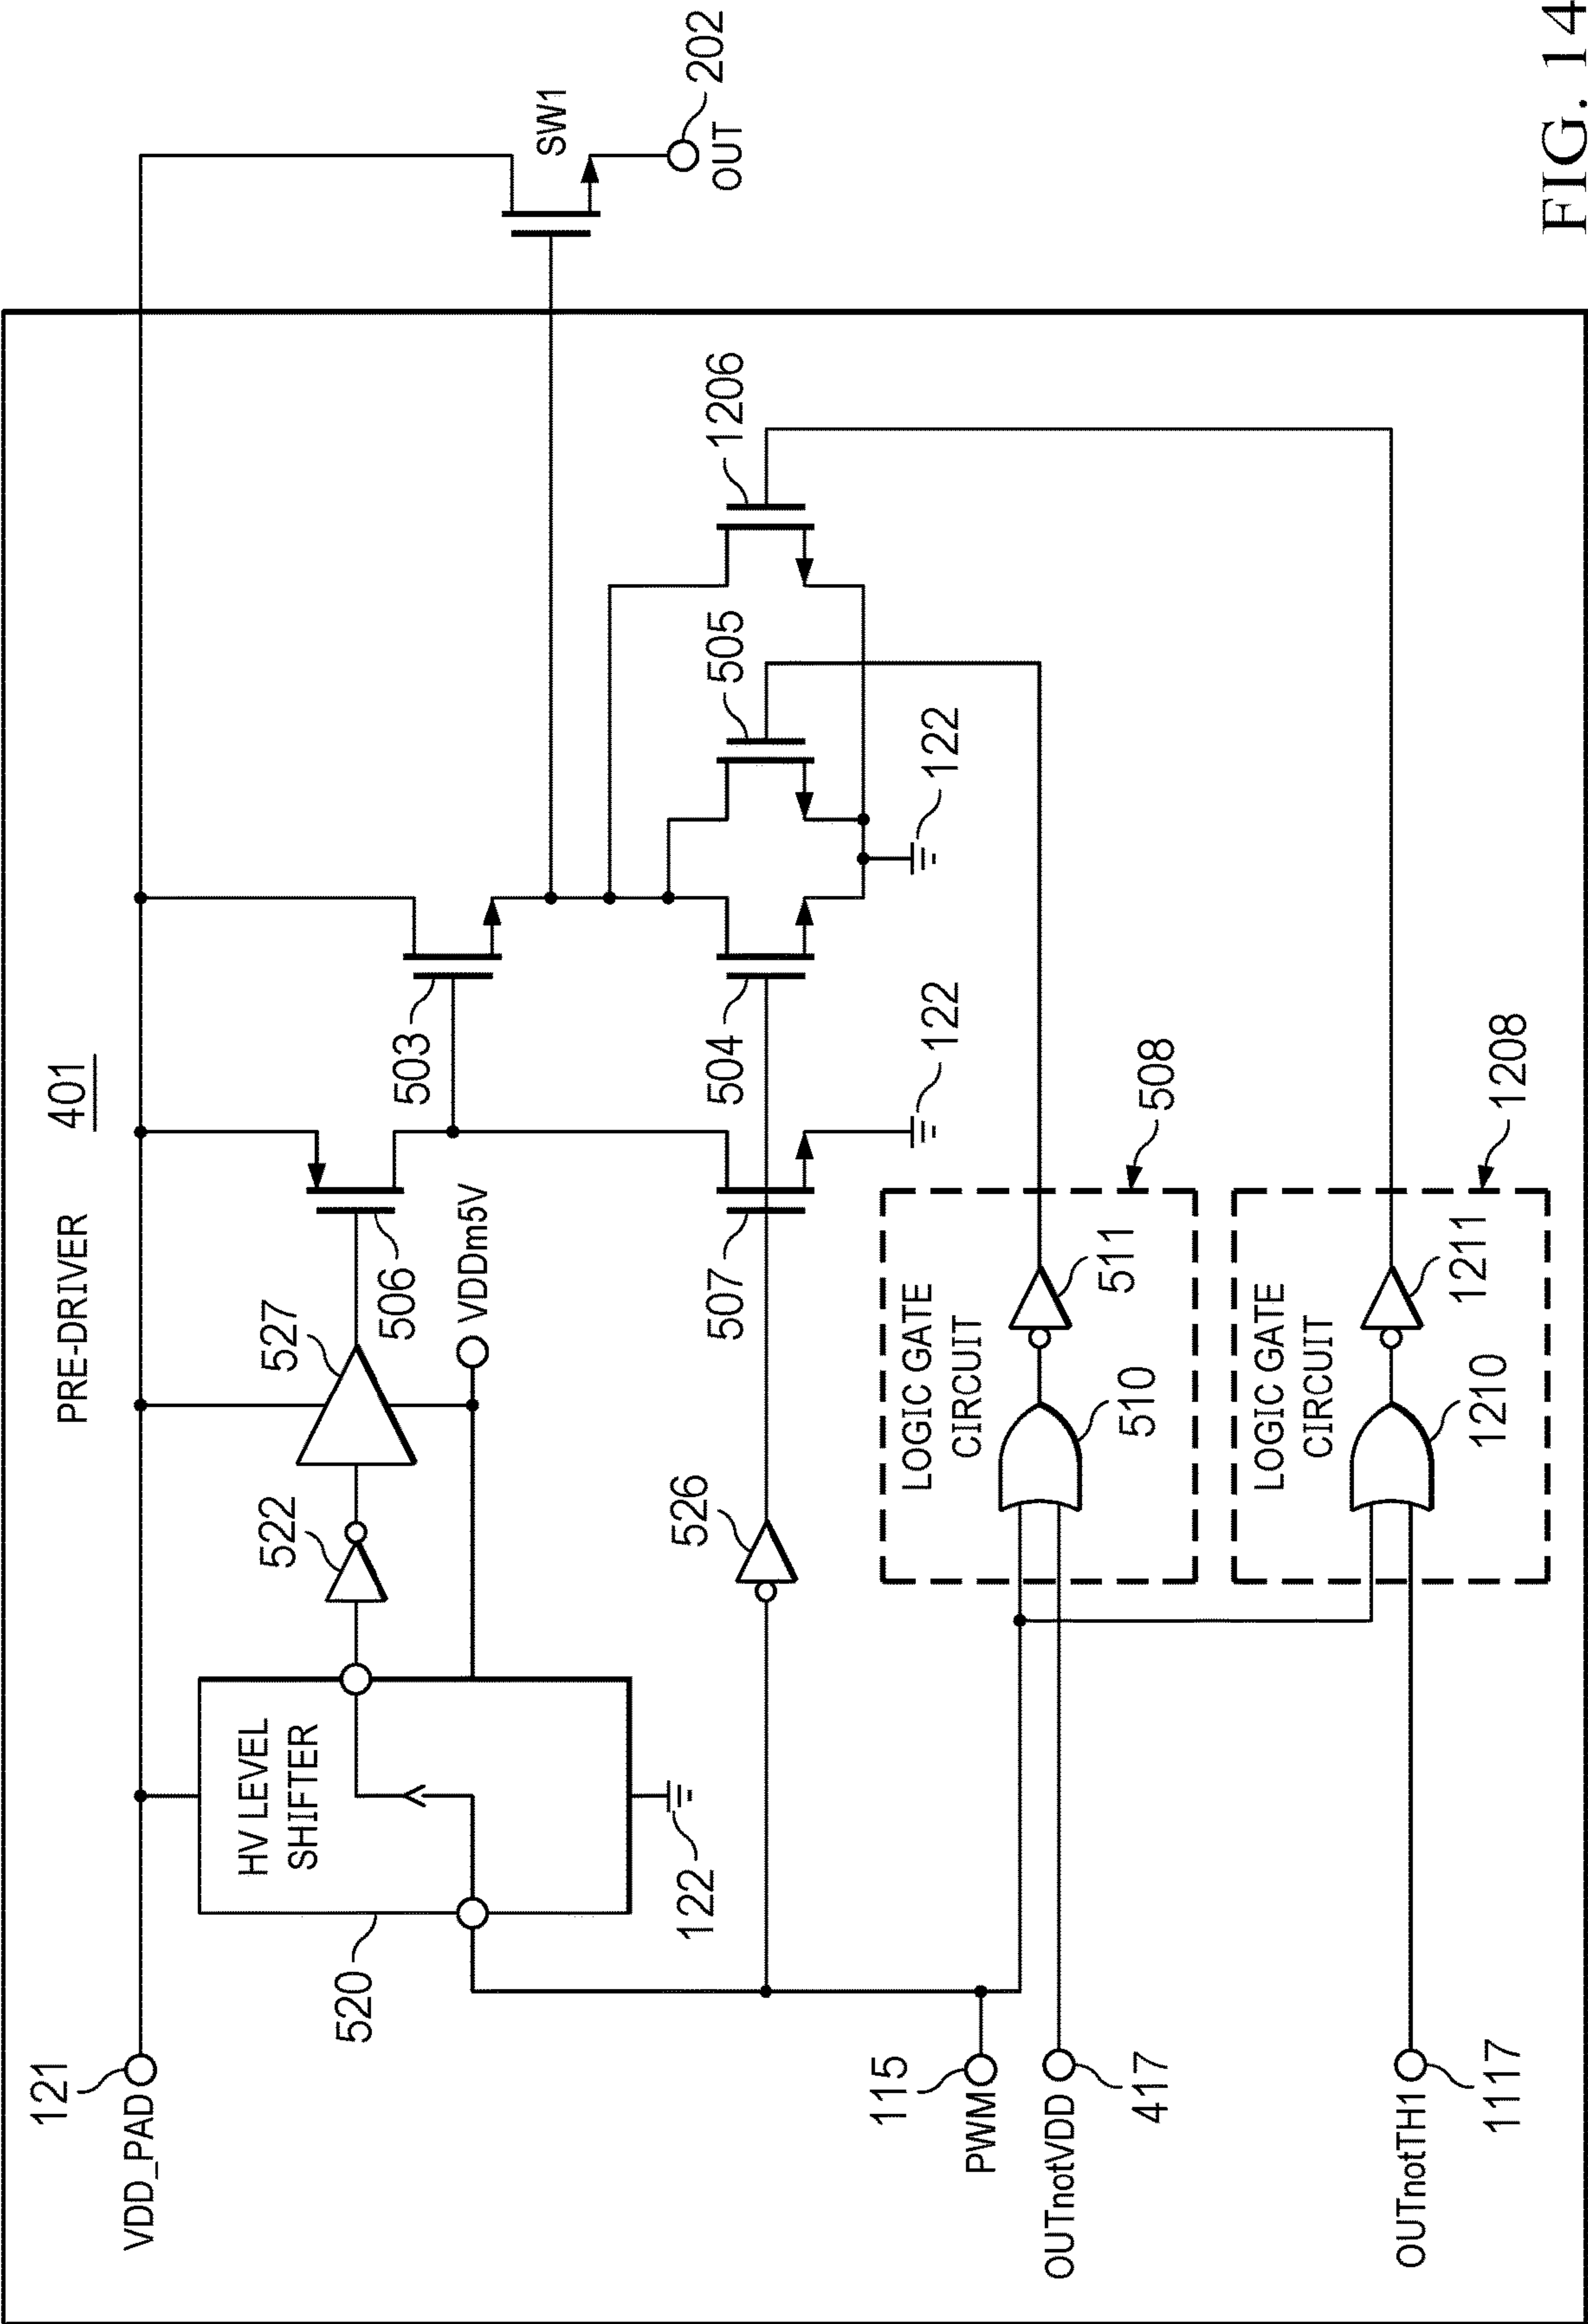 PRE-DRIVER
401
121
VDD_PAD
HV LEVEL
SHIFTER
520
122
522
527
506
VDDm5V
503
SW1
OUT
202
526
507
504
122
505
122
1206
115
PWM
OUTnotVDD
417
LOGIC GATE
CIRCUIT
510
511
508
OUTnotTH1
1117
LOGIC GATE
CIRCUIT
1210
1211
1208
FIG. 14